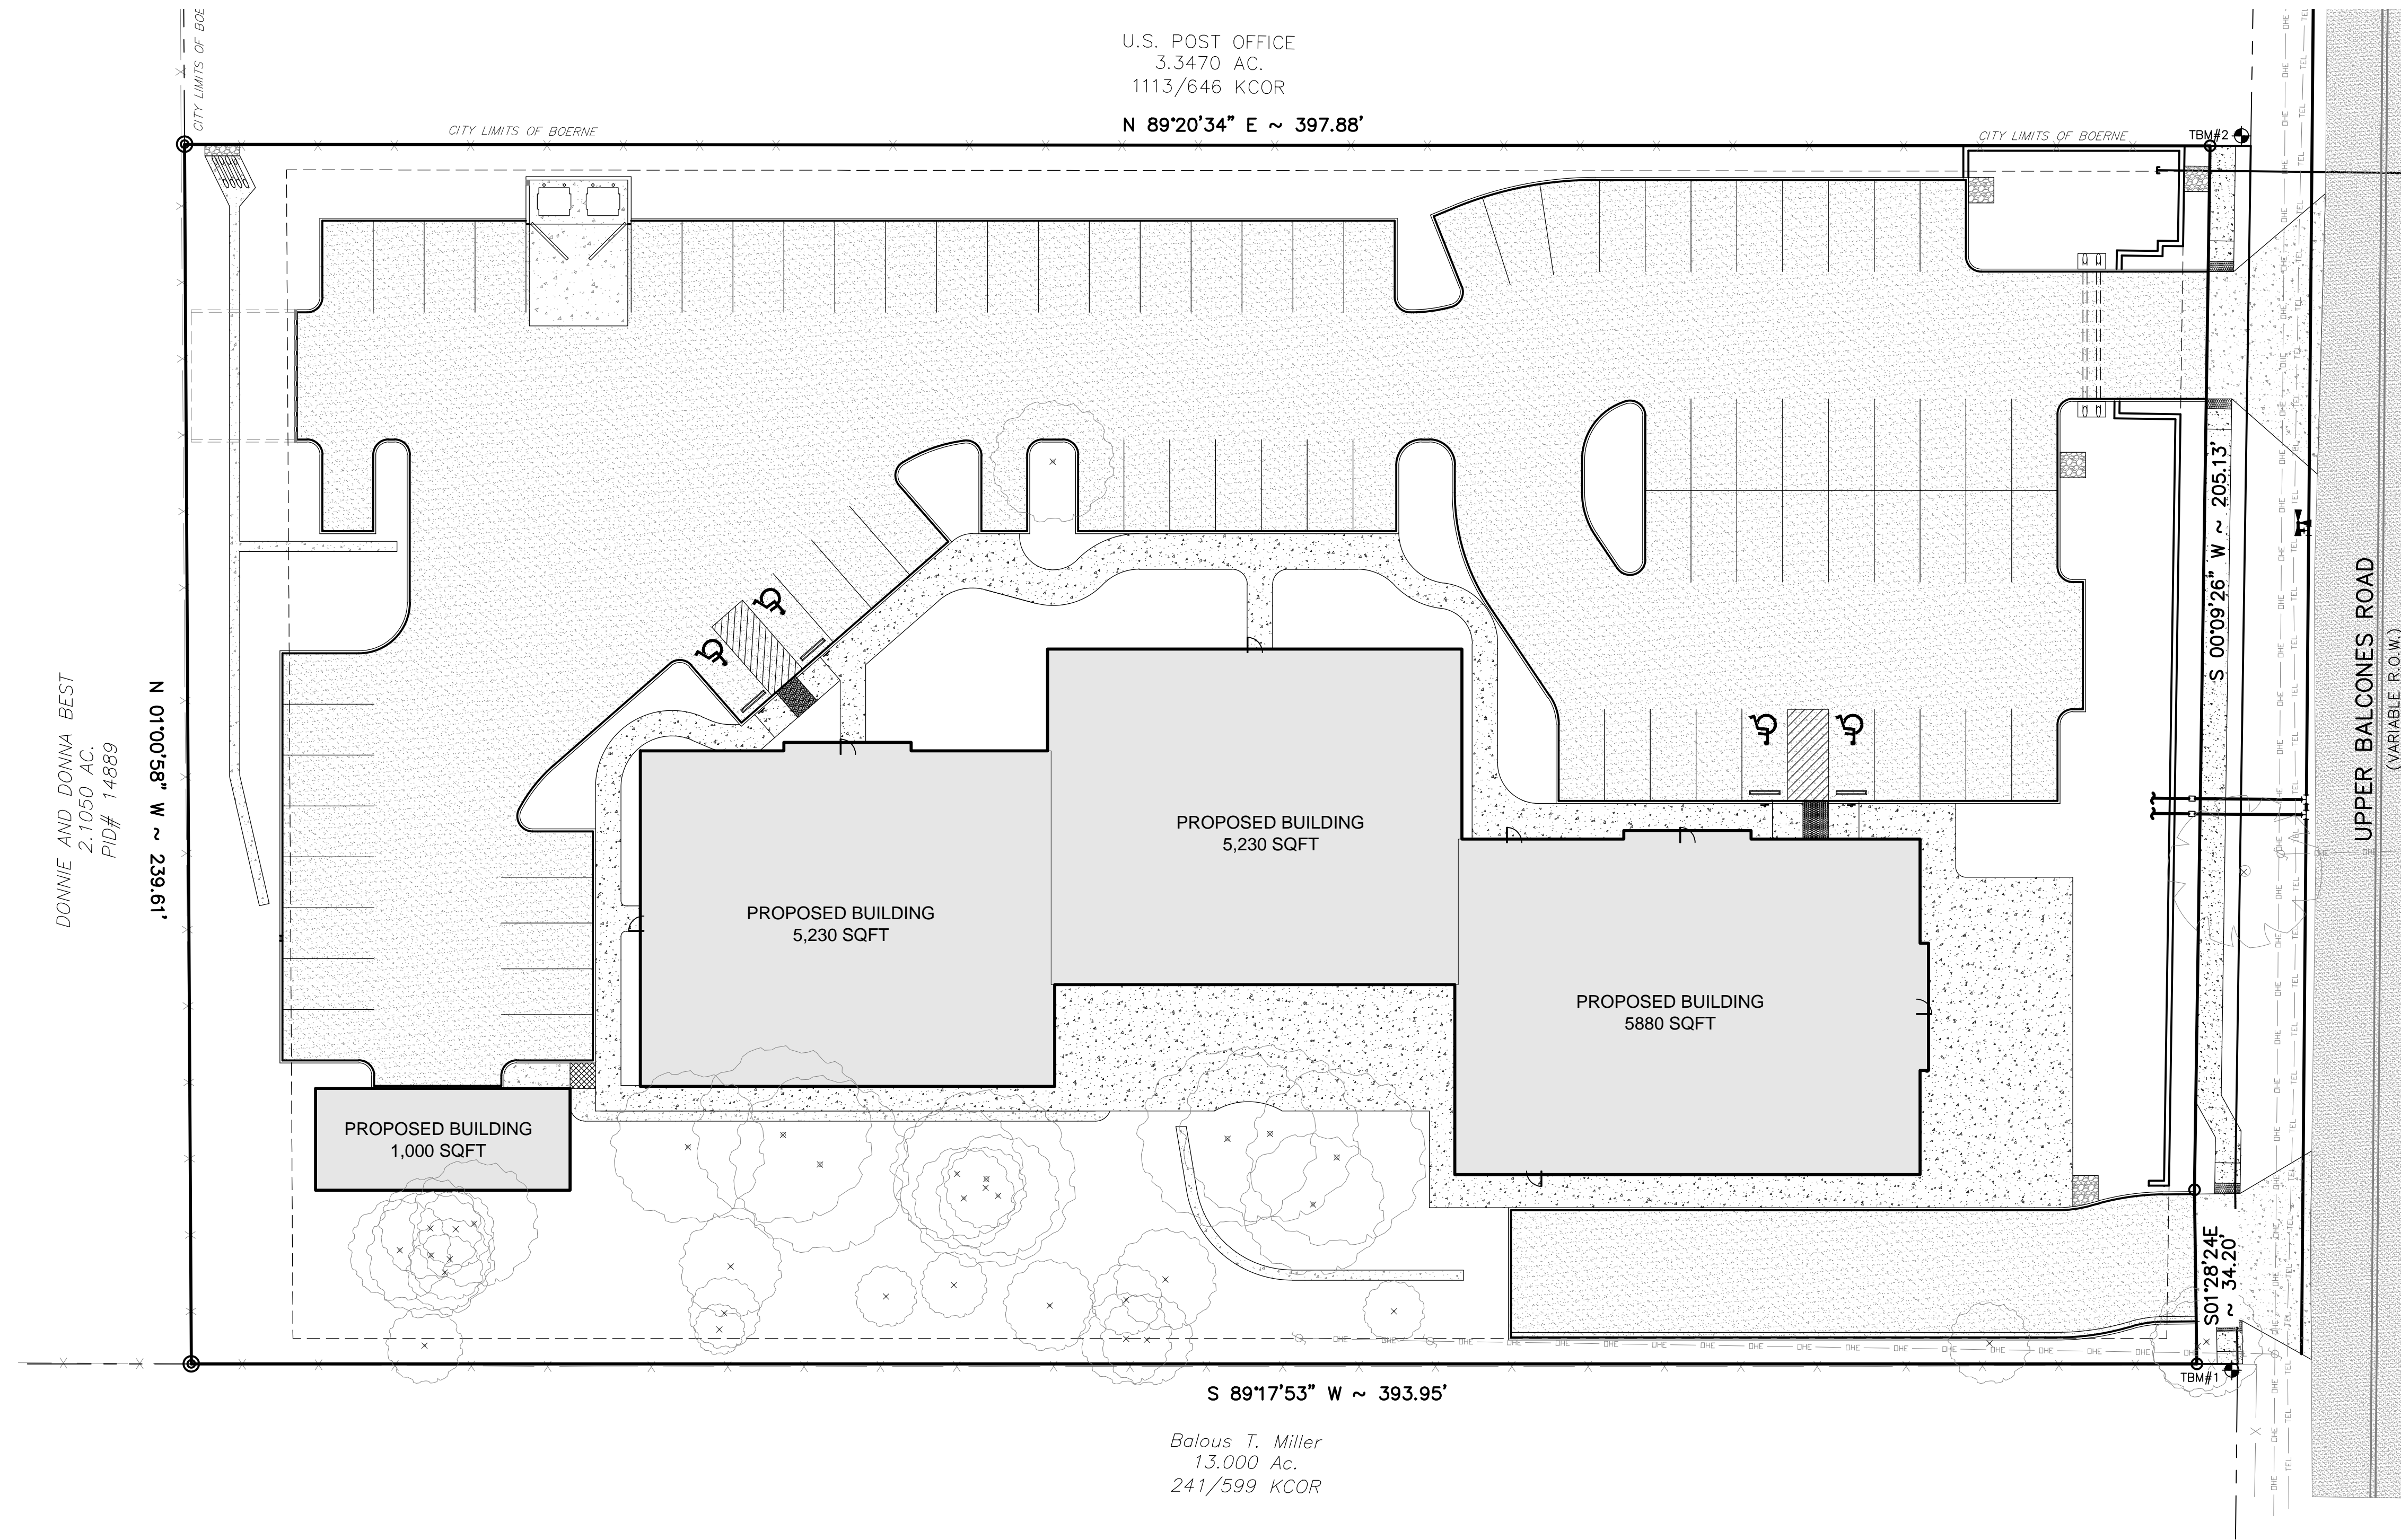 CITY LIMITS OF BOE
U.S. POST OFFICE
3.3470 AC.
1113/646 KCOR
N 89°20'34" E ~ 397.88'
CITY LIMITS OF BOERNE
CITY LIMITS OF BOERNE
TBM#2
DONNIE AND DONNA BEST
2.1050 AC.
PID# 14889
N 01°00'58" W ~ 239.61'
S 00°09'26" W ~ 205.13'
UPPER BALCONES ROAD
(VARIABLE R.O.W.)
PROPOSED BUILDING
5,230 SQFT
PROPOSED BUILDING
5,230 SQFT
PROPOSED BUILDING
5880 SQFT
PROPOSED BUILDING
1,000 SQFT
S01°28'24E
~ 34.20'
OHE
TEL
TBM#1
S 89°17'53" W ~ 393.95'
Balous T. Miller
13.000 Ac.
241/599 KCOR